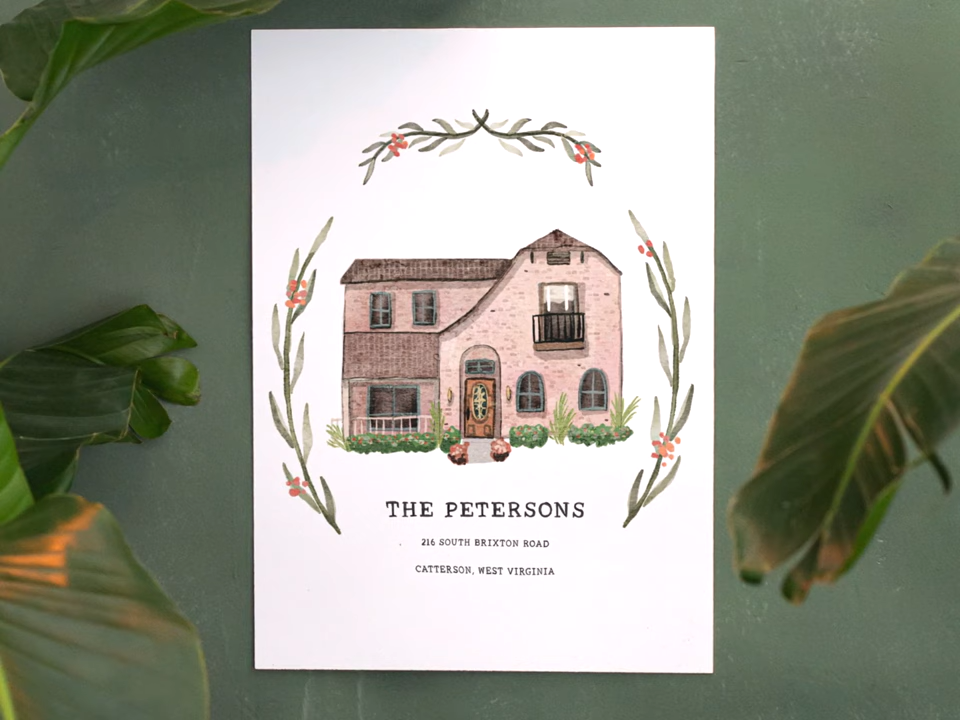 THE PETERSONS
216 SOUTH BRIXTON ROAD
CATTERSON, WEST VIRGINIA